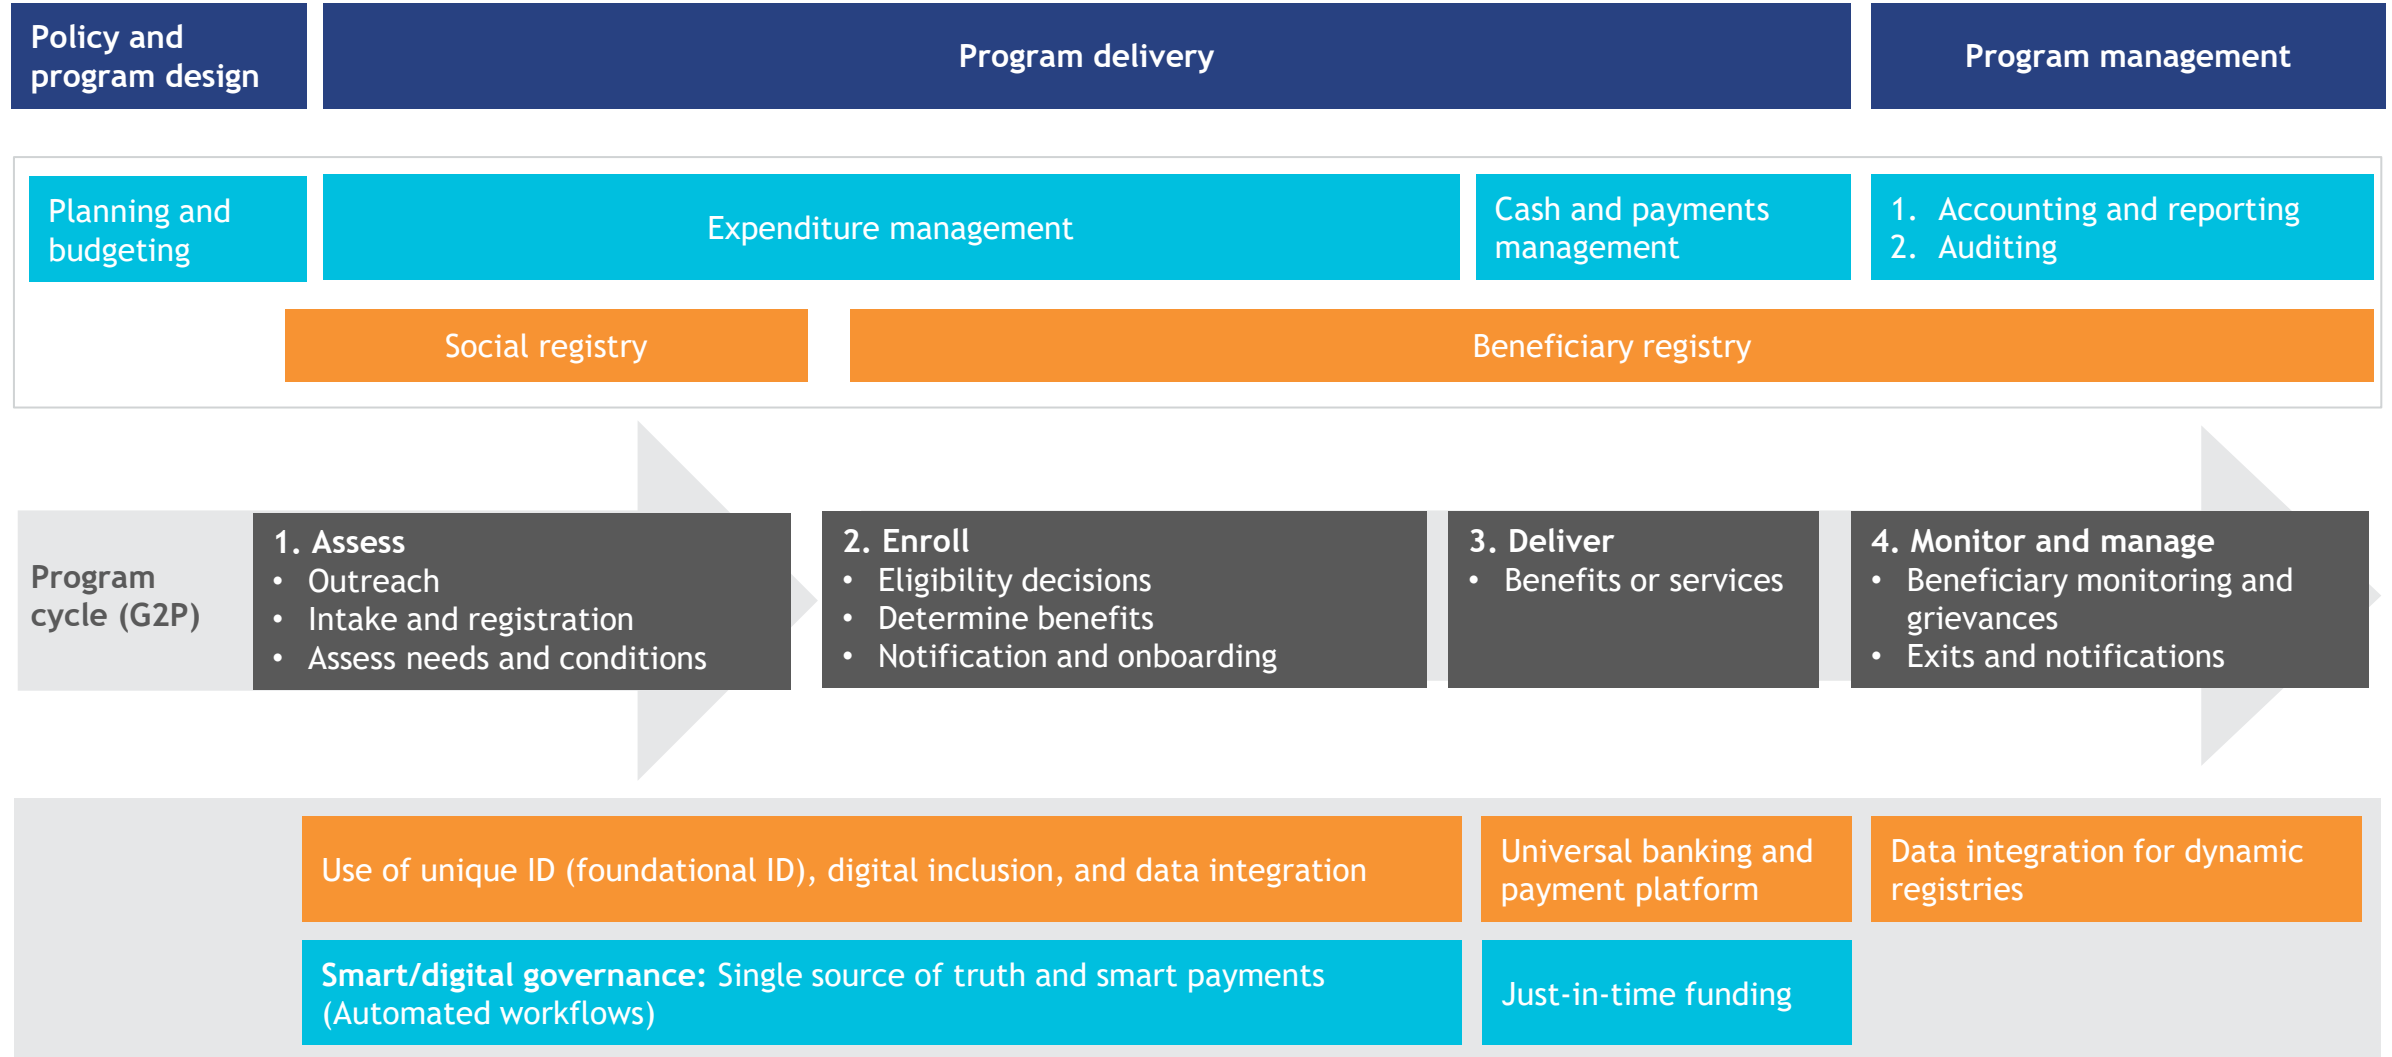 Policy and
program design
Program delivery
Program management
Planning and
budgeting
Expenditure management
Cash and payments
management
1. Accounting and reporting
2. Auditing
Social registry
Beneficiary registry
Program
cycle (G2P)
1. Assess
• Outreach
• Intake and registration
• Assess needs and conditions
2. Enroll
• Eligibility decisions
• Determine benefits
• Notification and onboarding
3. Deliver
• Benefits or services
4. Monitor and manage
• Beneficiary monitoring and
grievances
• Exits and notifications
Use of unique ID (foundational ID), digital inclusion, and data integration
Universal banking and
payment platform
Data integration for dynamic
registries
Smart/digital governance: Single source of truth and smart payments
(Automated workflows)
Just-in-time funding